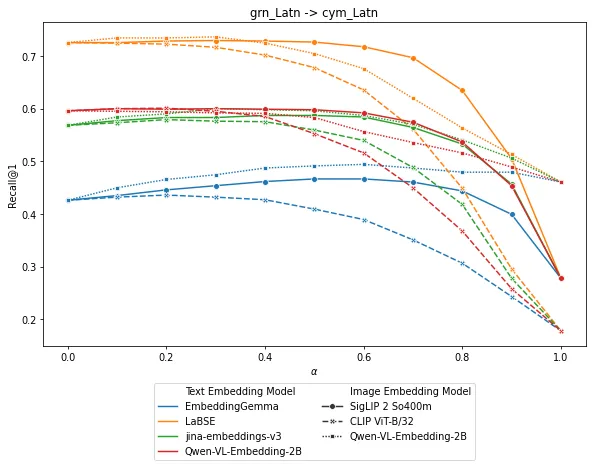 grn_Latn -> cym_Latn
Recall@1
0.7
0.6
0.5
0.4
0.3
0.2
0.0
0.2
0.4
0.6
0.8
1.0
α
Text Embedding Model
EmbeddingGemma
LaBSE
jina-embeddings-v3
Qwen-VL-Embedding-2B
Image Embedding Model
SigLIP 2 So400m
CLIP ViT-B/32
Qwen-VL-Embedding-2B